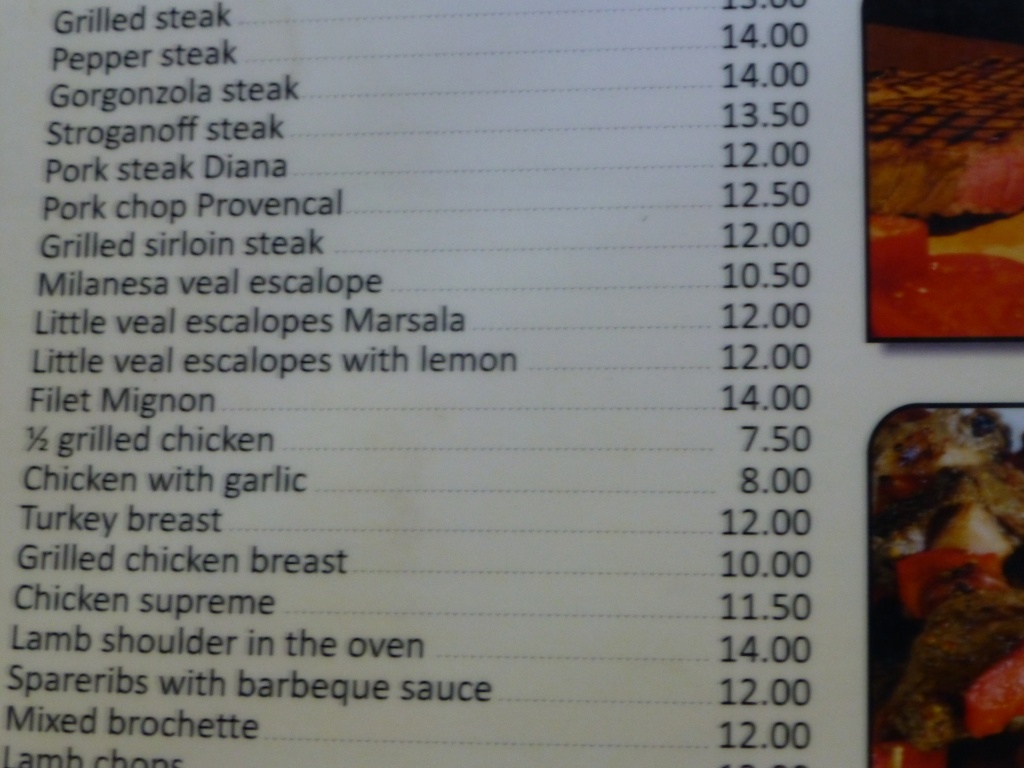 Grilled steak
Pepper steak 14.00
Gorgonzola steak 14.00
Stroganoff steak 13.50
Pork steak Diana 12.00
Pork chop Provencal 12.50
Grilled sirloin steak 12.00
Milanesa veal escalope 10.50
Little veal escalopes Marsala 12.00
Little veal escalopes with lemon 12.00
Filet Mignon 14.00
½ grilled chicken 7.50
Chicken with garlic 8.00
Turkey breast 12.00
Grilled chicken breast 10.00
Chicken supreme 11.50
Lamb shoulder in the oven 14.00
Spareribs with barbeque sauce 12.00
Mixed brochette 12.00
Lamb chops